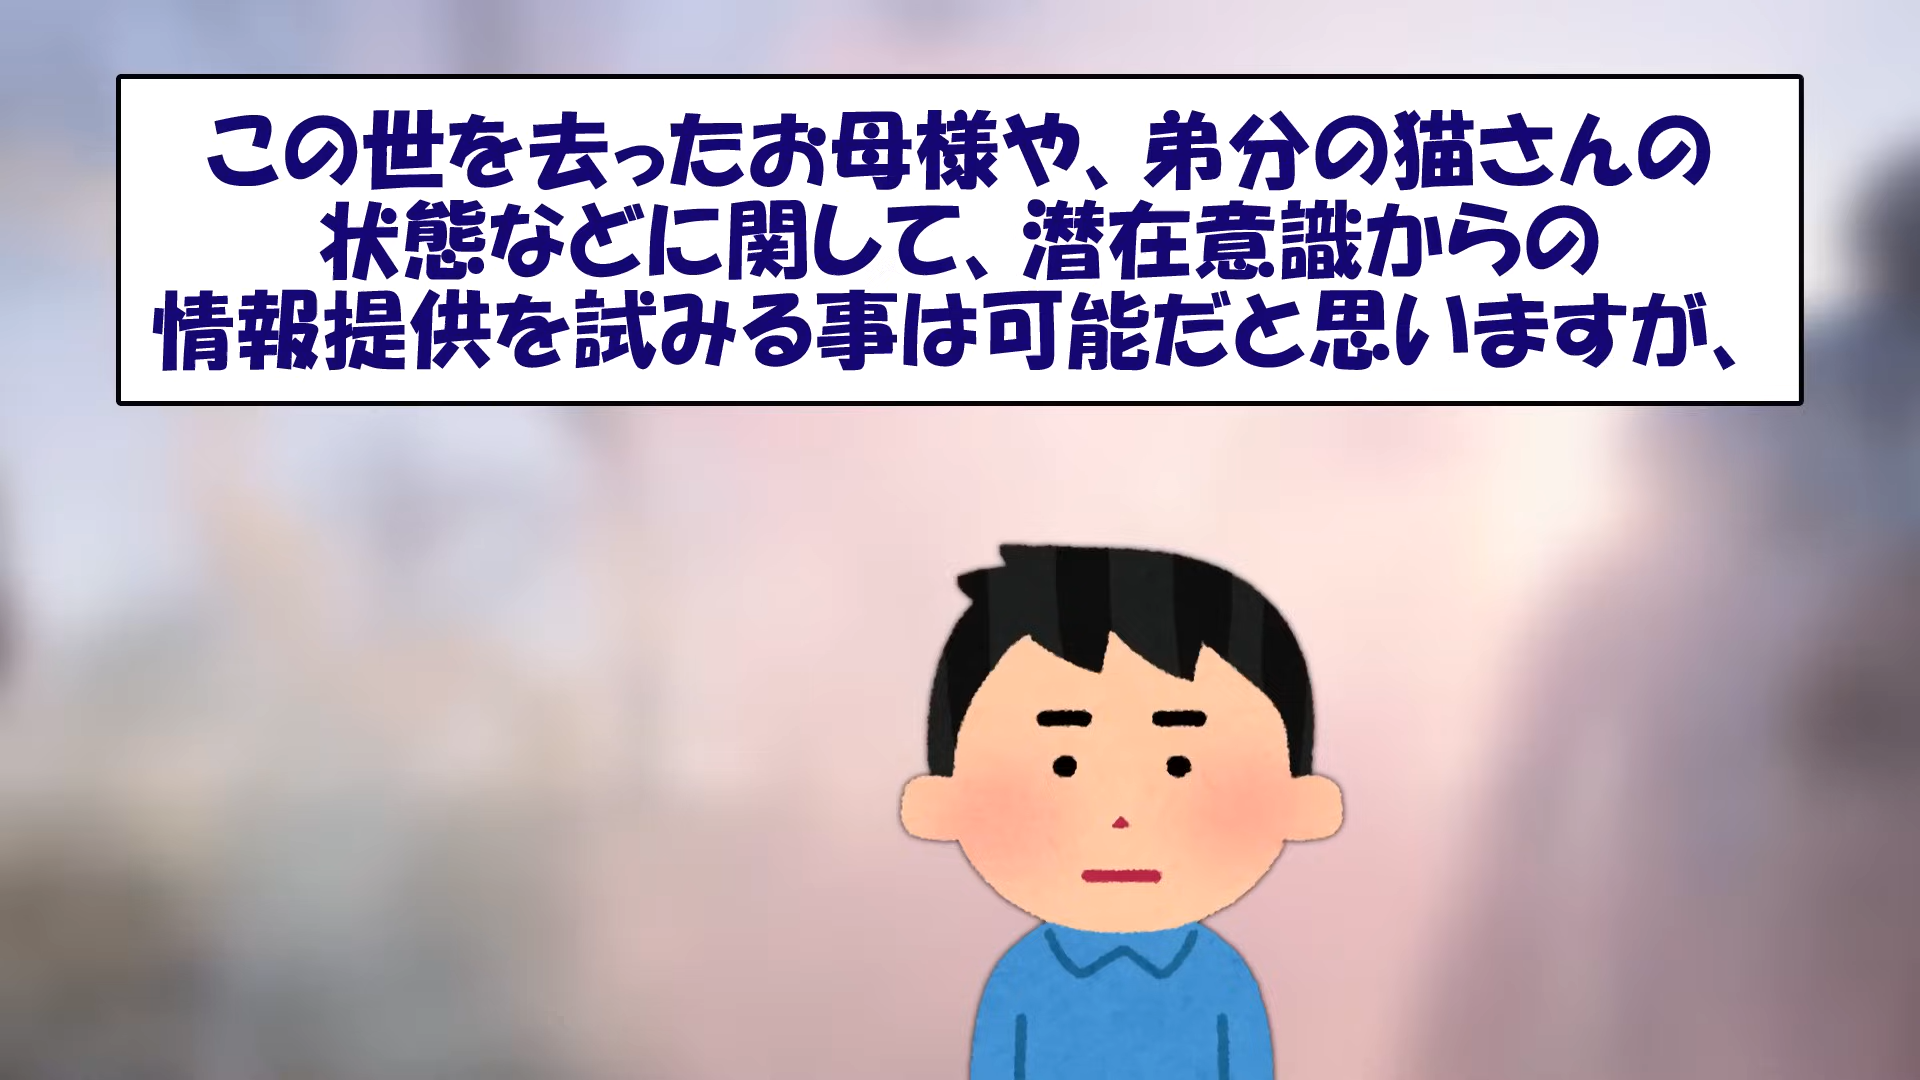 この世を去ったお母様や、弟分の猫さんの
状態などに関して、潜在意識からの
情報提供を試みる事は可能だと思いますが、